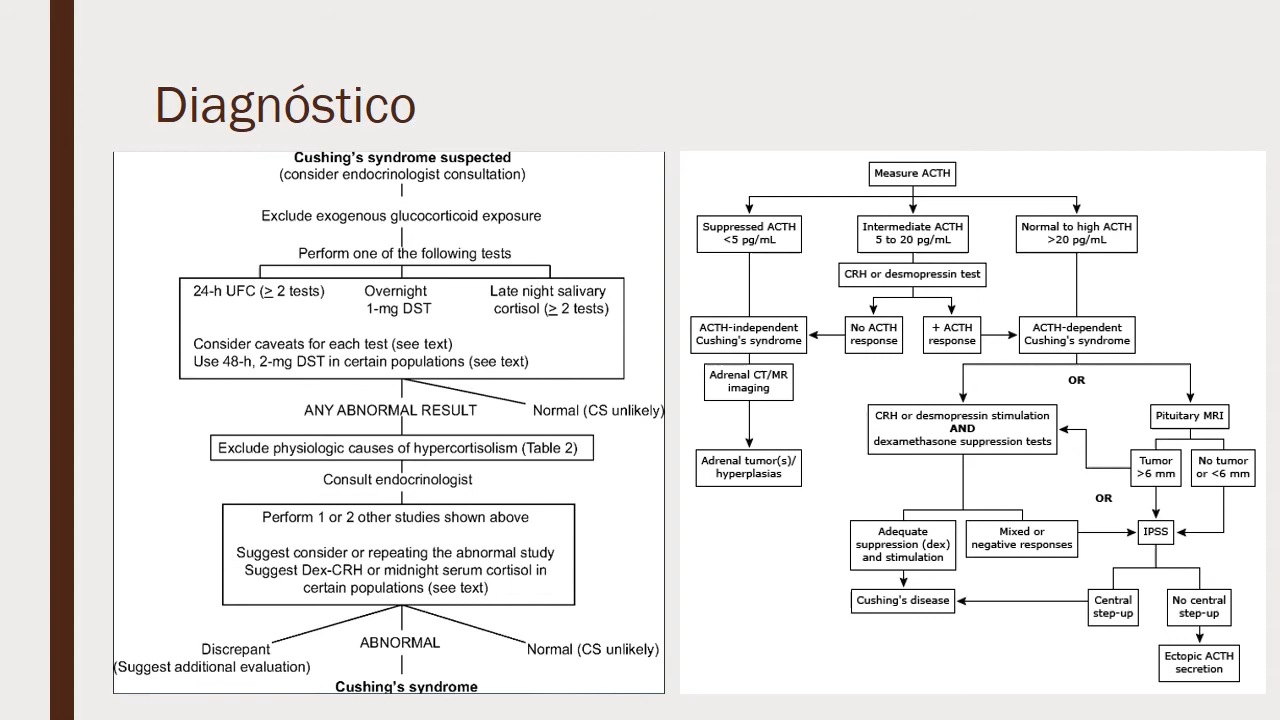 Diagnóstico
Cushing's syndrome suspected
(consider endocrinologist consultation)
Exclude exogenous glucocorticoid exposure
Perform one of the following tests
24-h UFC (≥ 2 tests)
Overnight
1-mg DST
Late night salivary
cortisol (≥ 2 tests)
Consider caveats for each test (see text)
Use 48-h, 2-mg DST in certain populations (see text)
ANY ABNORMAL RESULT
Normal (CS unlikely)
Exclude physiologic causes of hypercortisolism (Table 2)
Consult endocrinologist
Perform 1 or 2 other studies shown above
Suggest consider or repeating the abnormal study
Suggest Dex-CRH or midnight serum cortisol in
certain populations (see text)
Discrepant
(Suggest additional evaluation)
ABNORMAL
Normal (CS unlikely)
Cushing's syndrome
Measure ACTH
Suppressed ACTH
<5 pg/mL
Intermediate ACTH
5 to 20 pg/mL
Normal to high ACTH
>20 pg/mL
CRH or desmopressin test
ACTH-independent
Cushing's syndrome
No ACTH
response
+ ACTH
response
ACTH-dependent
Cushing's syndrome
Adrenal CT/MR
imaging
OR
CRH or desmopressin stimulation
AND
dexamethasone suppression tests
Pituitary MRI
Adrenal tumor(s)/
hyperplasias
Tumor
>6 mm
No tumor
or <6 mm
OR
Adequate
suppression (dex)
and stimulation
Mixed or
negative responses
IPSS
Cushing's disease
Central
step-up
No central
step-up
Ectopic ACTH
secretion